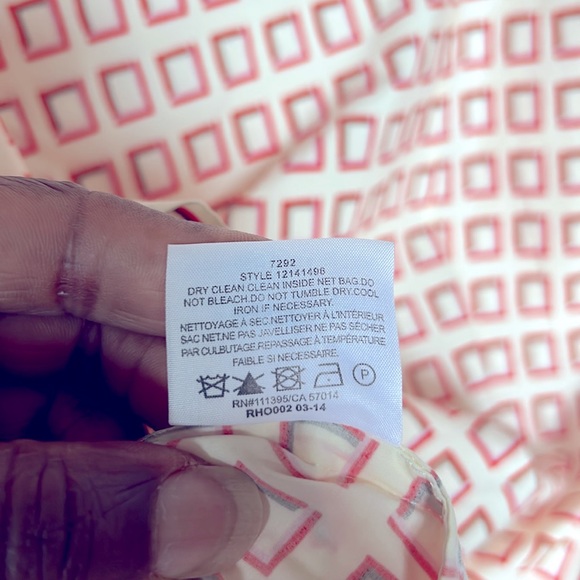 7292
STYLE 12141496
DRY CLEAN.CLEAN INSIDE NET BAG.DO
NOT BLEACH.DO NOT TUMBLE DRY.COOL
IRON IF NECESSARY.
NETTOYAGE À SEC.NETTOYER À L'INTÉRIEUR
SAC NET.NE PAS JAVELLISER NE PAS SÉCHER
PAR CULBUTAGE.REPASSAGE À TEMPÉRATURE
FAIBLE SI NECESSAIRE.
P
RN#111395/CA 57014
RHO002 03-14